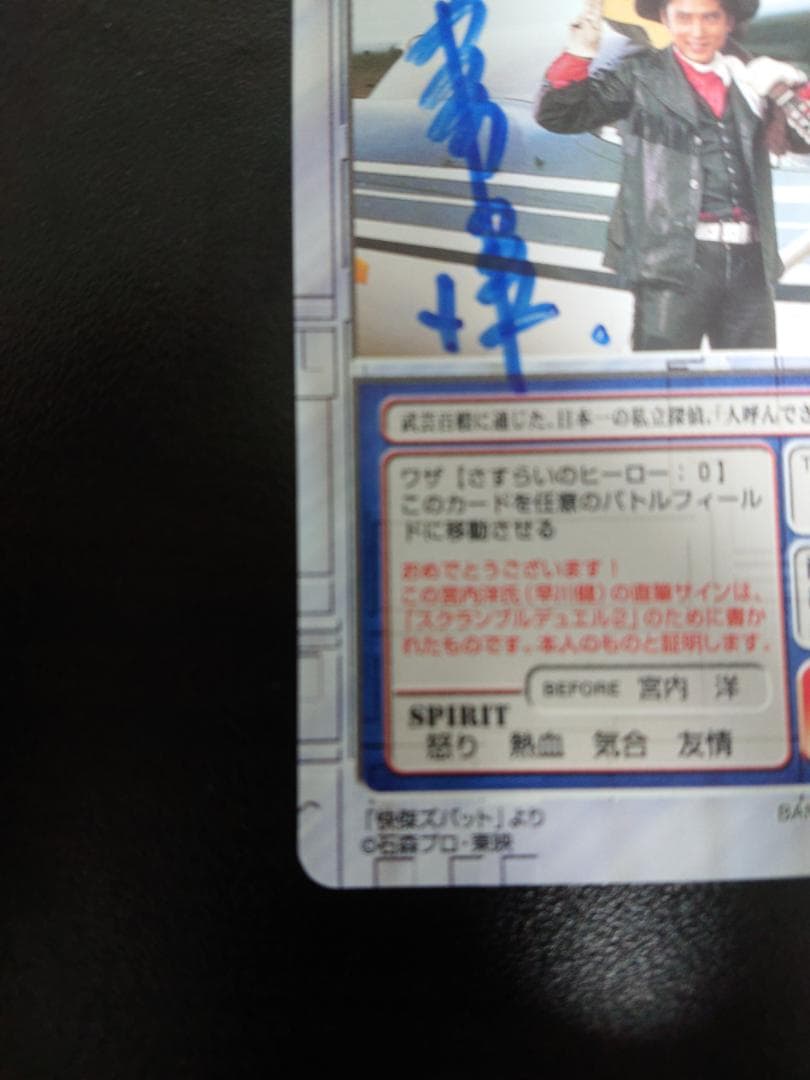 武芸百般に通じた、日本一の私立探偵。「人呼んでさ
ワザ【さすらいのヒーロー：0】
このカードを任意のバトルフィール
ドに移動させる
おめでとうございます！
この宮内洋氏（早川健）の直筆サインは、
「スクランブルデュエル2」のために書か
れたものです。本人のものと証明します。
BEFORE 宮内 洋
SPIRIT
怒り 熱血 気合 友情
「快傑ズバット」より
©石森プロ・東映
BAN